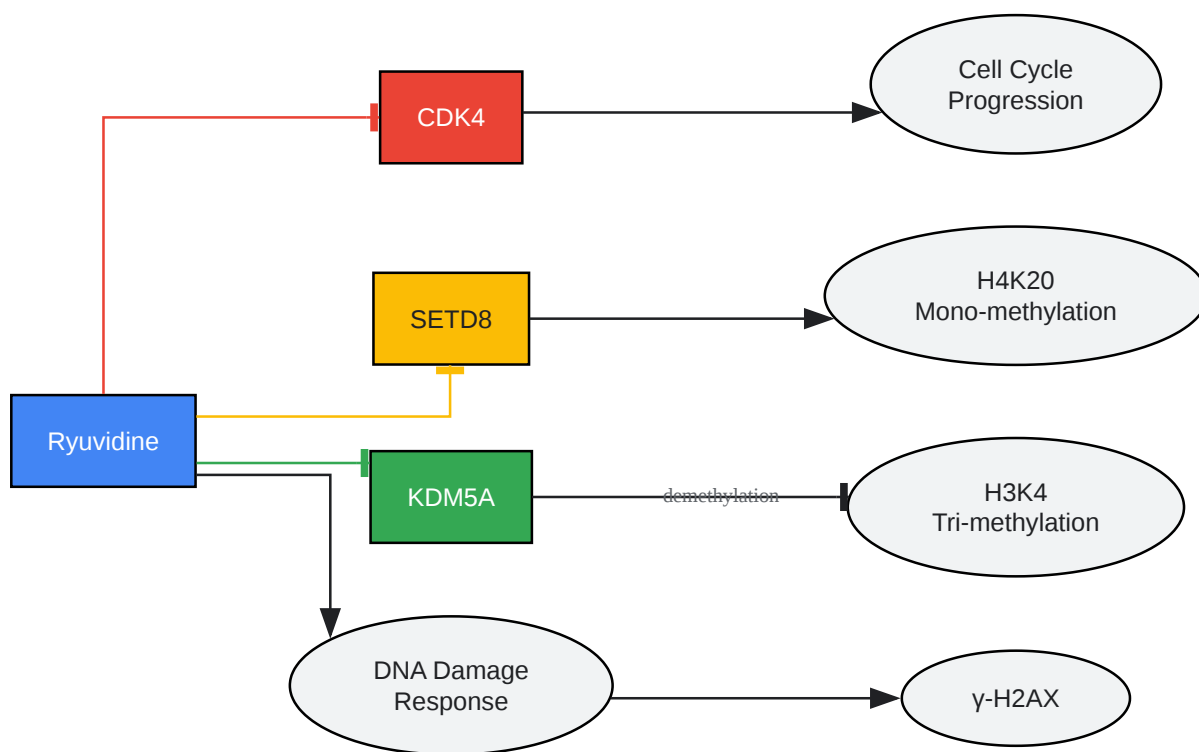 Cell Cycle
Progression
CDK4
H4K20
Mono-methylation
SETD8
Ryuvidine
KDM5A
demethylation
H3K4
Tri-methylation
DNA Damage
Response
γ-H2AX